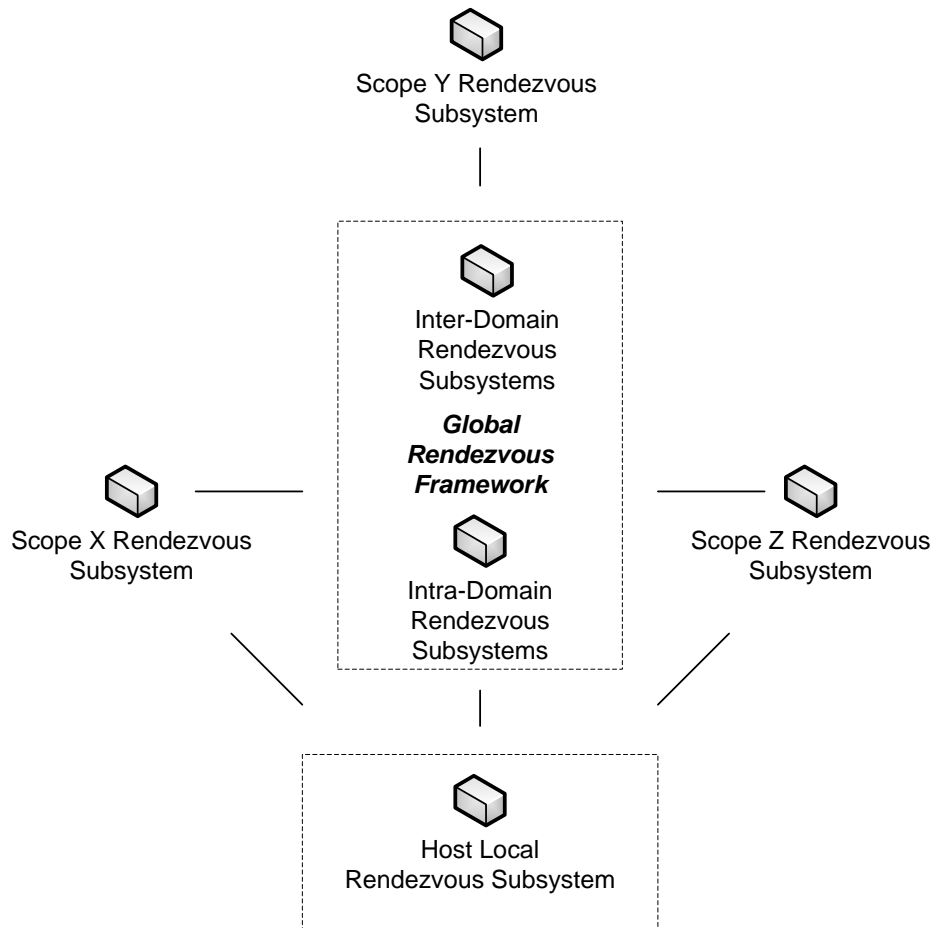 Scope Y Rendezvous
Subsystem
Inter-Domain
Rendezvous
Subsystems
Global
Rendezvous
Framework
Scope X Rendezvous
Subsystem
Scope Z Rendezvous
Subsystem
Intra-Domain
Rendezvous
Subsystems
Host Local
Rendezvous Subsystem